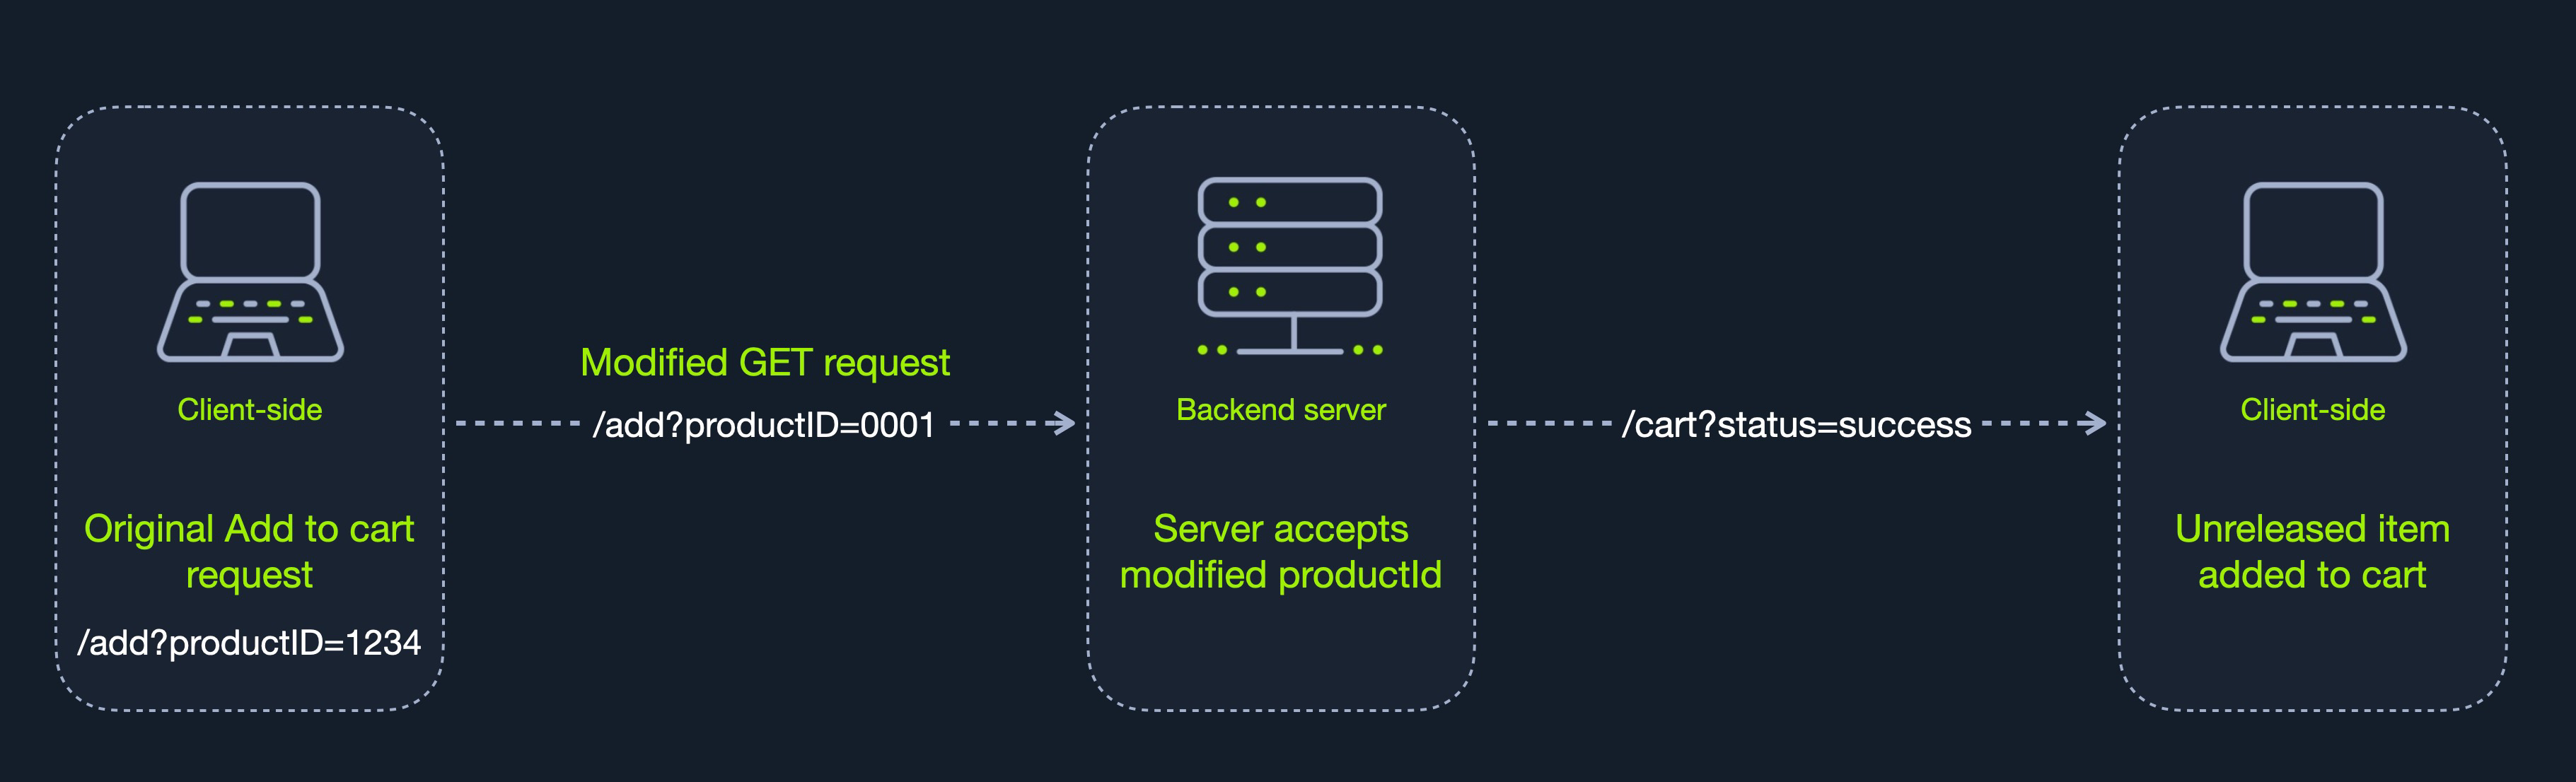 Client-side
Original Add to cart
request
/add?productID=1234
Modified GET request
/add?productID=0001
Backend server
Server accepts
modified productId
/cart?status=success
Client-side
Unreleased item
added to cart